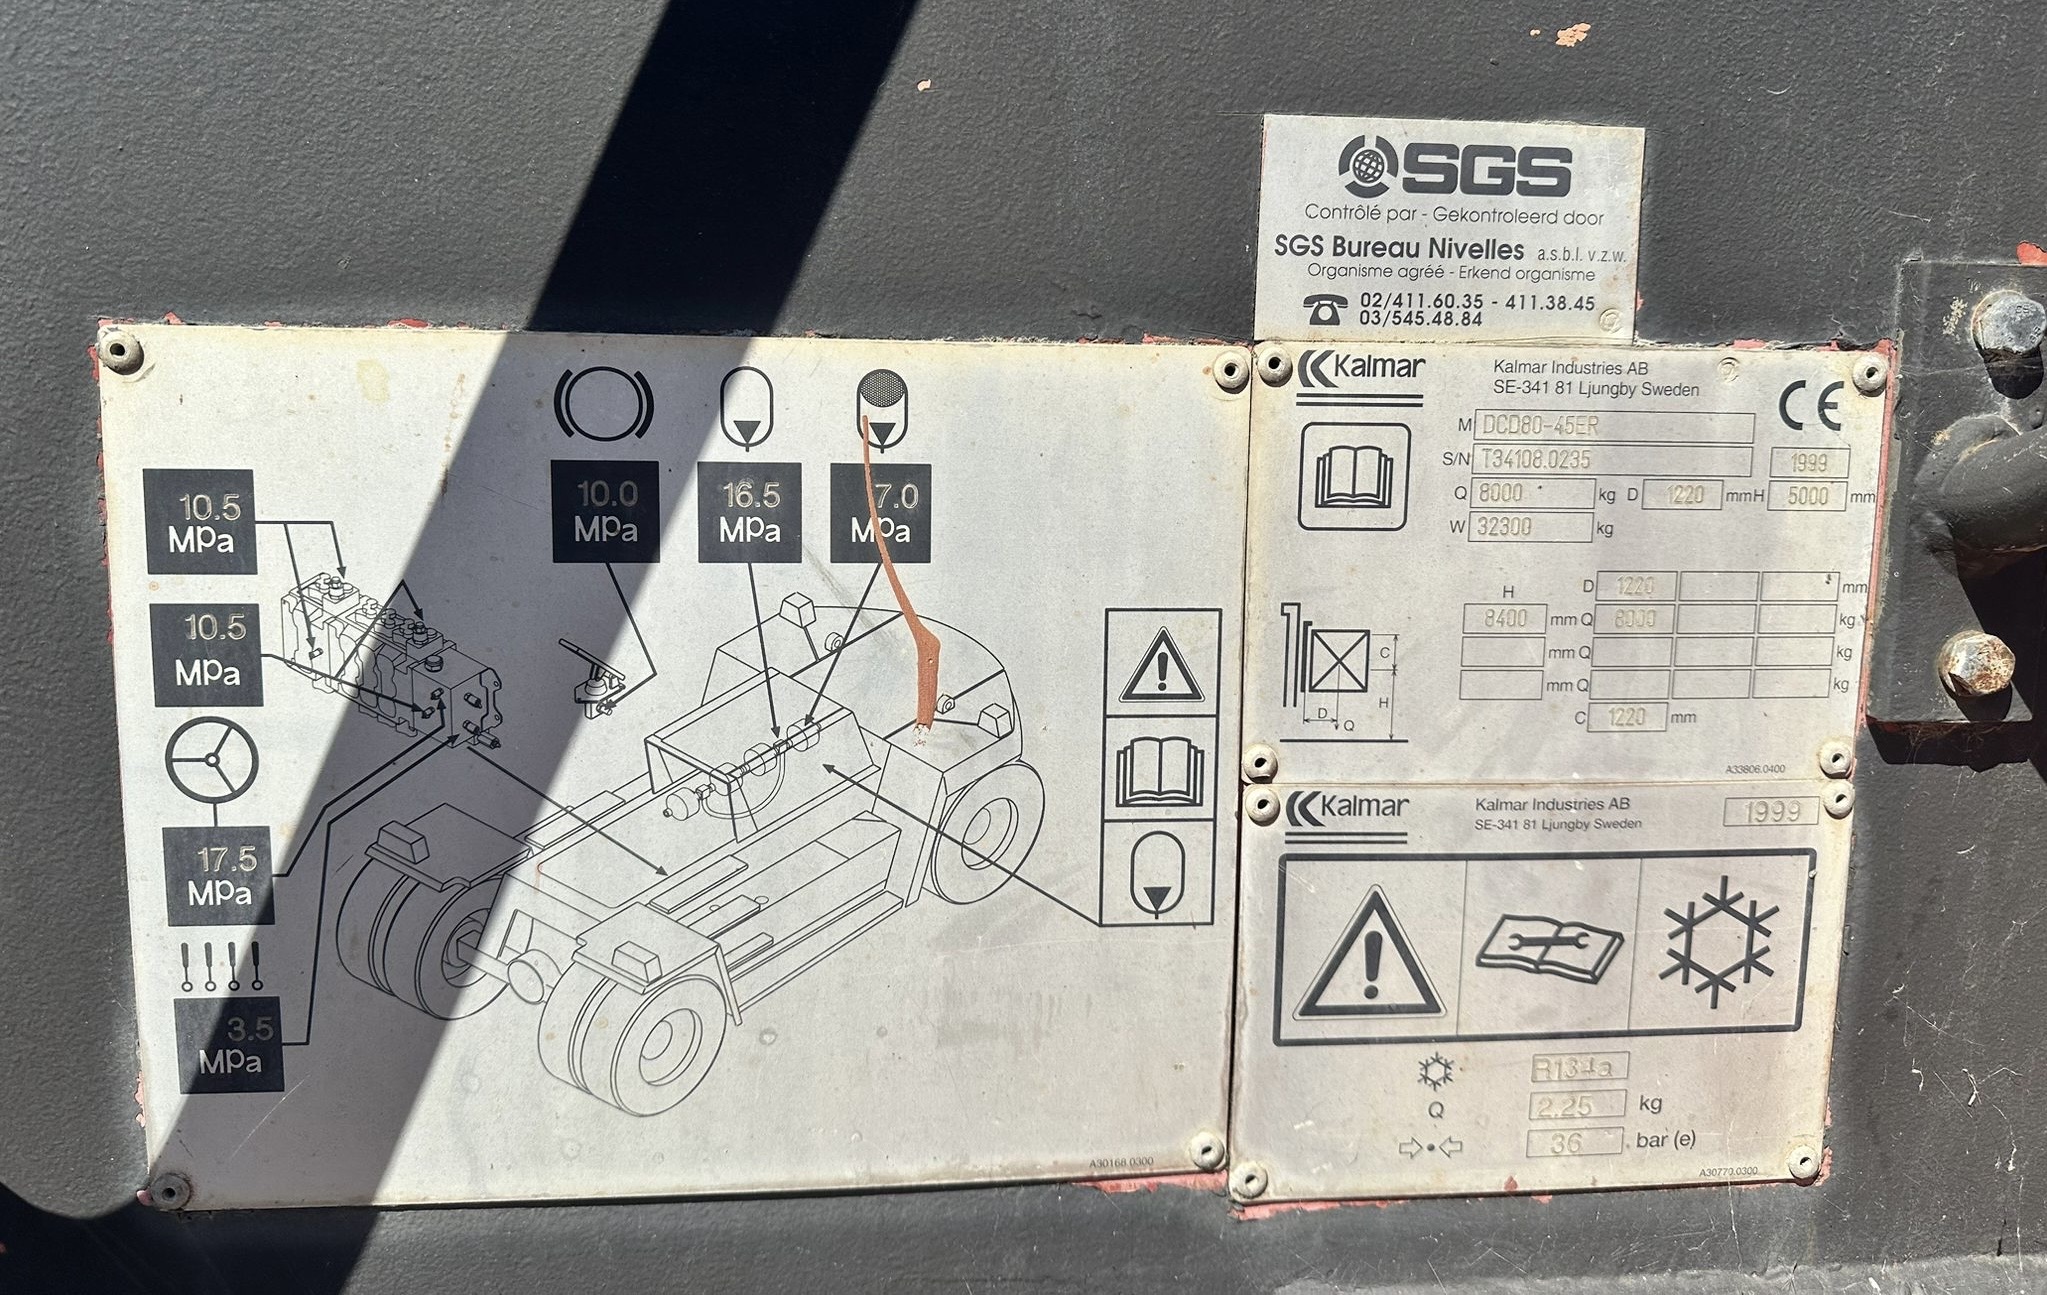 SGS
Contrôlé par - Gekontroleerd door
SGS Bureau Nivelles a.s.b.l. v.z.w.
Organisme agréé - Erkend organisme
02/411.60.35 - 411.38.45
03/545.48.84
10.5
MPa
10.5
MPa
17.5
MPa
3.5
MPa
10.0
MPa
16.5
MPa
7.0
MPa
A30168.0300
Kalmar
Kalmar Industries AB
SE-341 81 Ljungby Sweden
CE
M DCD80-45ER
S/N T34108.0235 1999
Q 8000 kg D 1220 mm H 5000 mm
W 32300 kg
H D 1220 mm
8400 mm Q 8000 kg
mm Q kg
mm Q kg
C 1220 mm
C
H
D
Q
A33806.0400
Kalmar
Kalmar Industries AB
SE-341 81 Ljungby Sweden
1999
R134a
Q 2.25 kg
36 bar (e)
A30770.0300